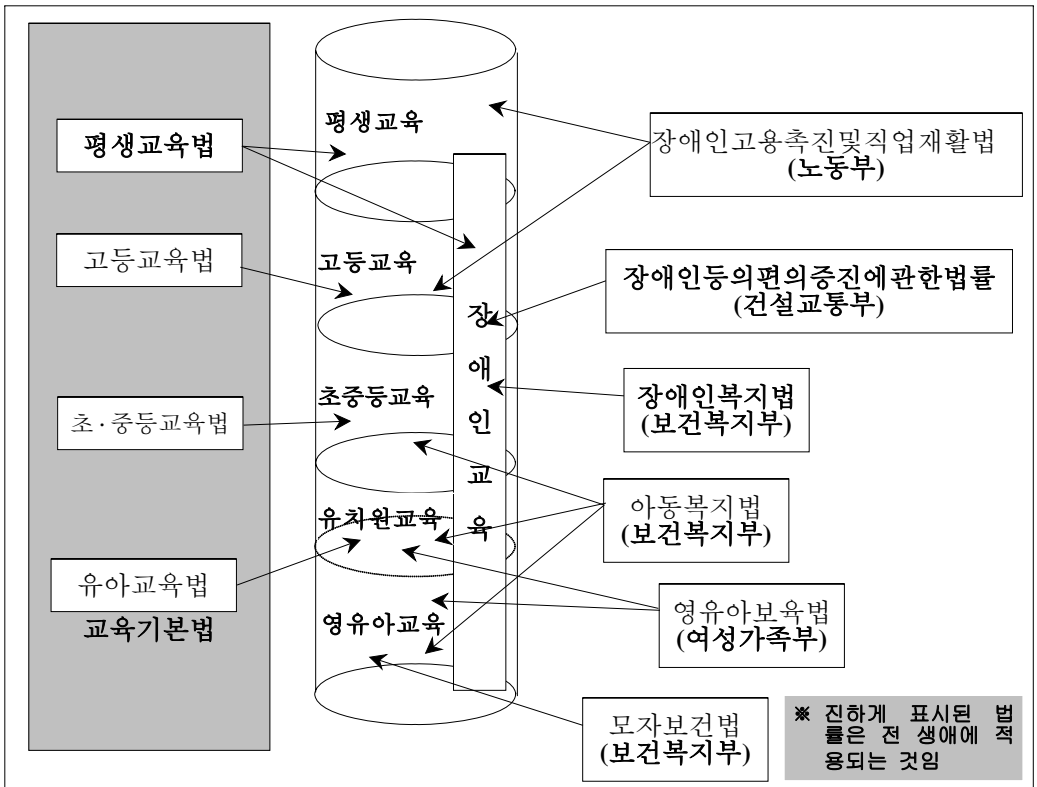 평생교육법
고등교육법
초·중등교육법
유아교육법
교육기본법
평생교육
고등교육
초중등교육
유치원교육
영유아교육
장
애
인
교
육
장애인고용촉진및직업재활법
(노동부)
장애인등의편의증진에관한법률
(건설교통부)
장애인복지법
(보건복지부)
아동복지법
(보건복지부)
영유아보육법
(여성가족부)
모자보건법
(보건복지부)
※ 진하게 표시된 법
률은 전 생애에 적
용되는 것임